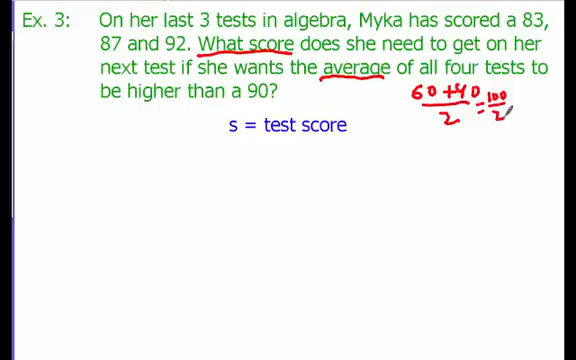 Ex. 3: On her last 3 tests in algebra, Myka has scored a 83,
87 and 92. What score does she need to get on her
next test if she wants the average of all four tests to
be higher than a 90?
60 + 40 / 2 = 100 / 2
s = test score